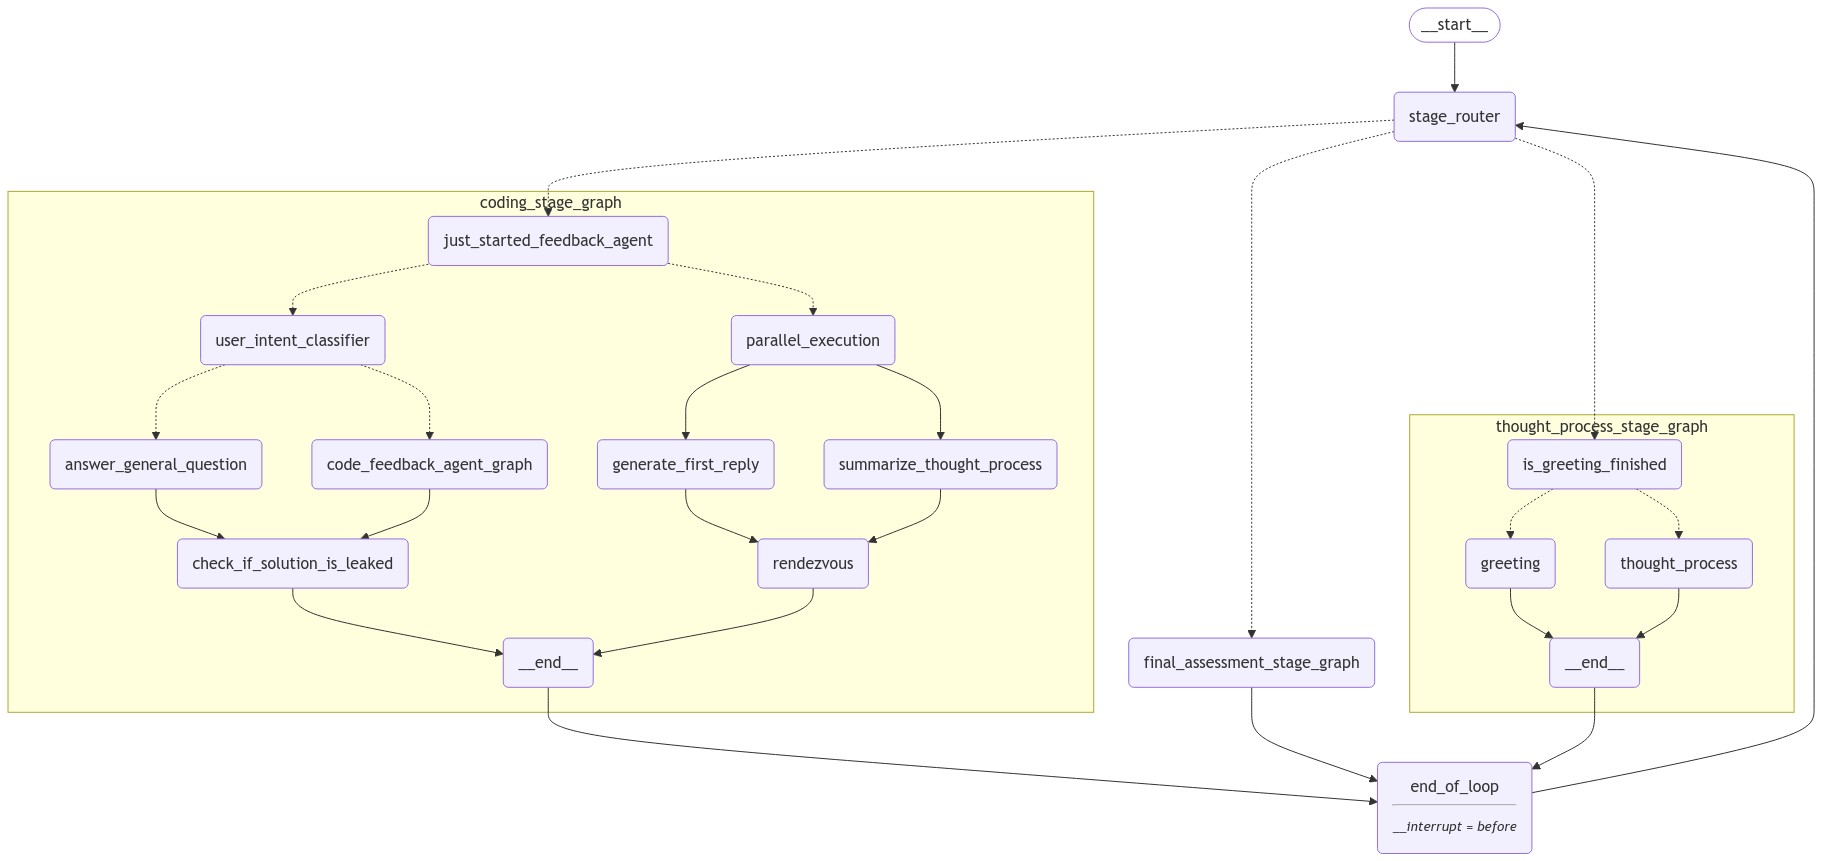 __start__
stage_router
coding_stage_graph
just_started_feedback_agent
user_intent_classifier
parallel_execution
thought_process_stage_graph
answer_general_question
code_feedback_agent_graph
generate_first_reply
summarize_thought_process
is_greeting_finished
check_if_solution_is_leaked
rendezvous
greeting
thought_process
__end__
final_assessment_stage_graph
__end__
end_of_loop
__interrupt = before